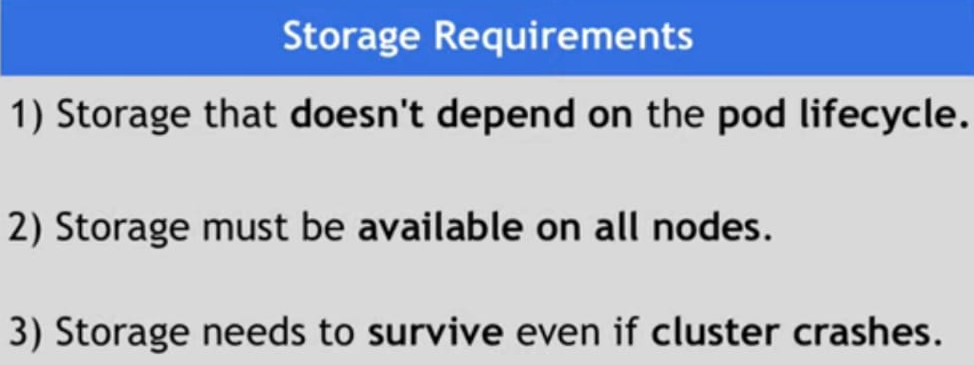 Storage Requirements
1) Storage that doesn't depend on the pod lifecycle.
2) Storage must be available on all nodes.
3) Storage needs to survive even if cluster crashes.